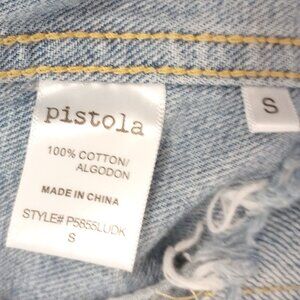 pistola
S
100% COTTON/
ALGODON
MADE IN CHINA
STYLE# P5855LUDK
S